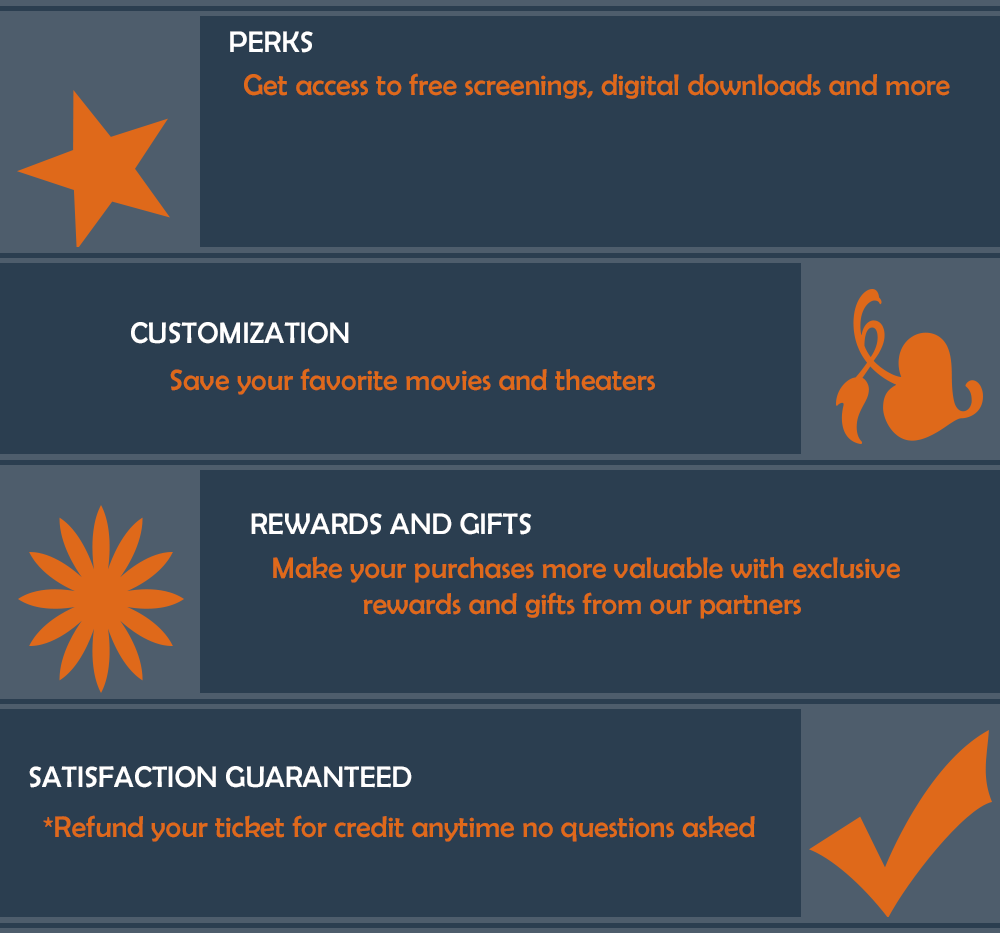 PERKS
Get access to free screenings, digital downloads and more
CUSTOMIZATION
Save your favorite movies and theaters
REWARDS AND GIFTS
Make your purchases more valuable with exclusive
rewards and gifts from our partners
SATISFACTION GUARANTEED
*Refund your ticket for credit anytime no questions asked